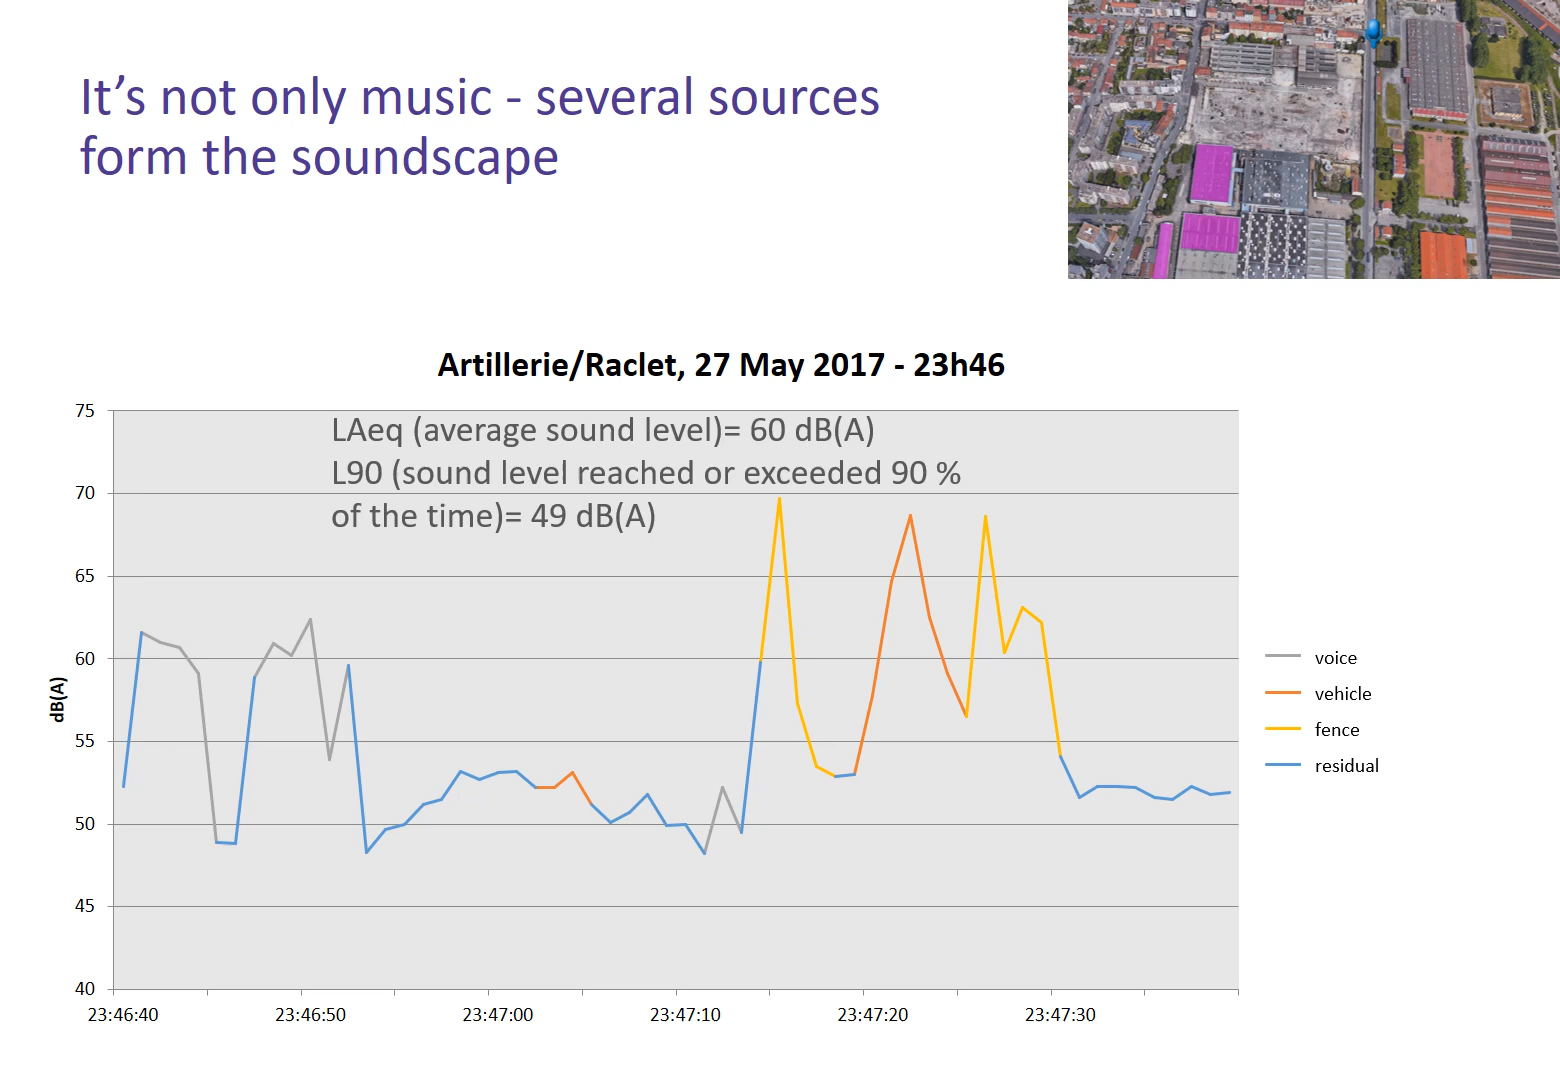 It’s not only music - several sources
form the soundscape
Artillerie/Raclet, 27 May 2017 - 23h46
LAeq (average sound level)= 60 dB(A)
L90 (sound level reached or exceeded 90 %
of the time)= 49 dB(A)
75
70
65
60
55
50
45
40
dB(A)
23:46:40 23:46:50 23:47:00 23:47:10 23:47:20 23:47:30
voice
vehicle
fence
residual